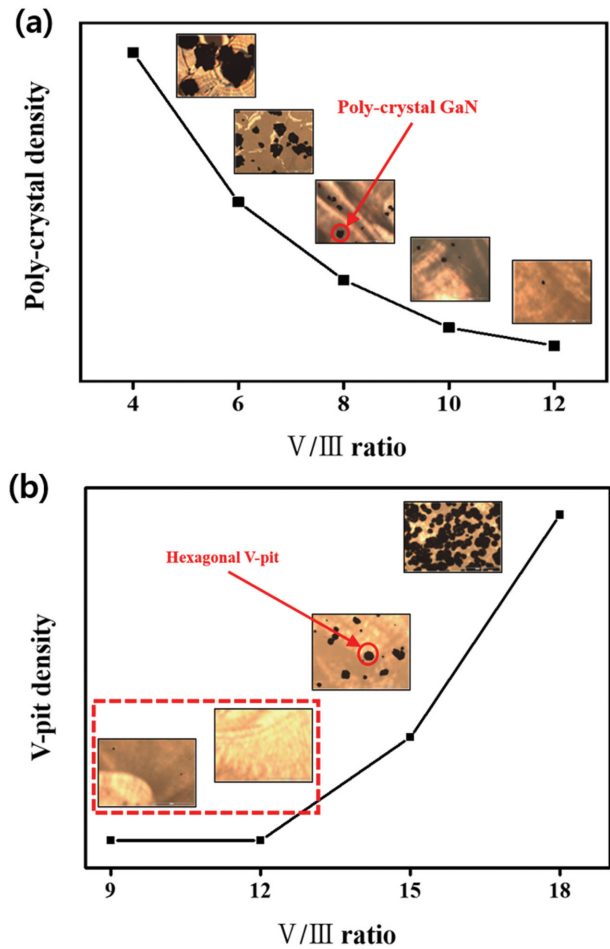 (a)
Poly-crystal density
Poly-crystal GaN
4 6 8 10 12
Ⅴ/Ⅲ ratio
(b)
V-pit density
Hexagonal V-pit
9 12 15 18
Ⅴ/Ⅲ ratio